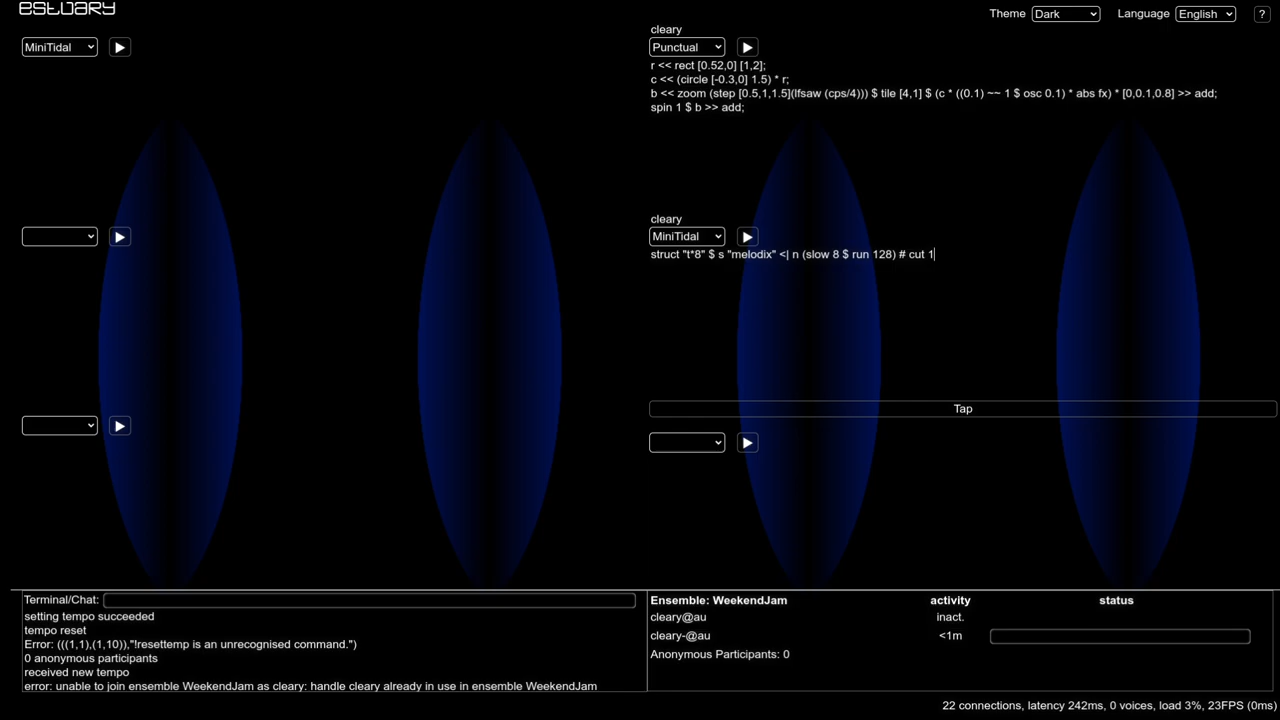 estuary
Theme Dark Language English ?
MiniTidal
cleary
Punctual
r << rect [0.52,0] [1,2];
c << (circle [-0.3,0] 1.5) * r;
b << zoom (step [0.5,1,1.5](lfsaw (cps/4))) $ tile [4,1] $ (c * ((0.1) ~~ 1 $ osc 0.1) * abs fx) * [0,0.1,0.8] >> add;
spin 1 $ b >> add;
cleary
MiniTidal
struct "t*8" $ s "melodix" <| n (slow 8 $ run 128) # cut 1
Tap
Terminal/Chat:
setting tempo succeeded
tempo reset
Error: (((1,1),(1,10)),"!resettemp is an unrecognised command.")
0 anonymous participants
received new tempo
error: unable to join ensemble WeekendJam as cleary: handle cleary already in use in ensemble WeekendJam
Ensemble: WeekendJam activity status
cleary@au inact.
cleary-@au <1m
Anonymous Participants: 0
22 connections, latency 242ms, 0 voices, load 3%, 23FPS (0ms)